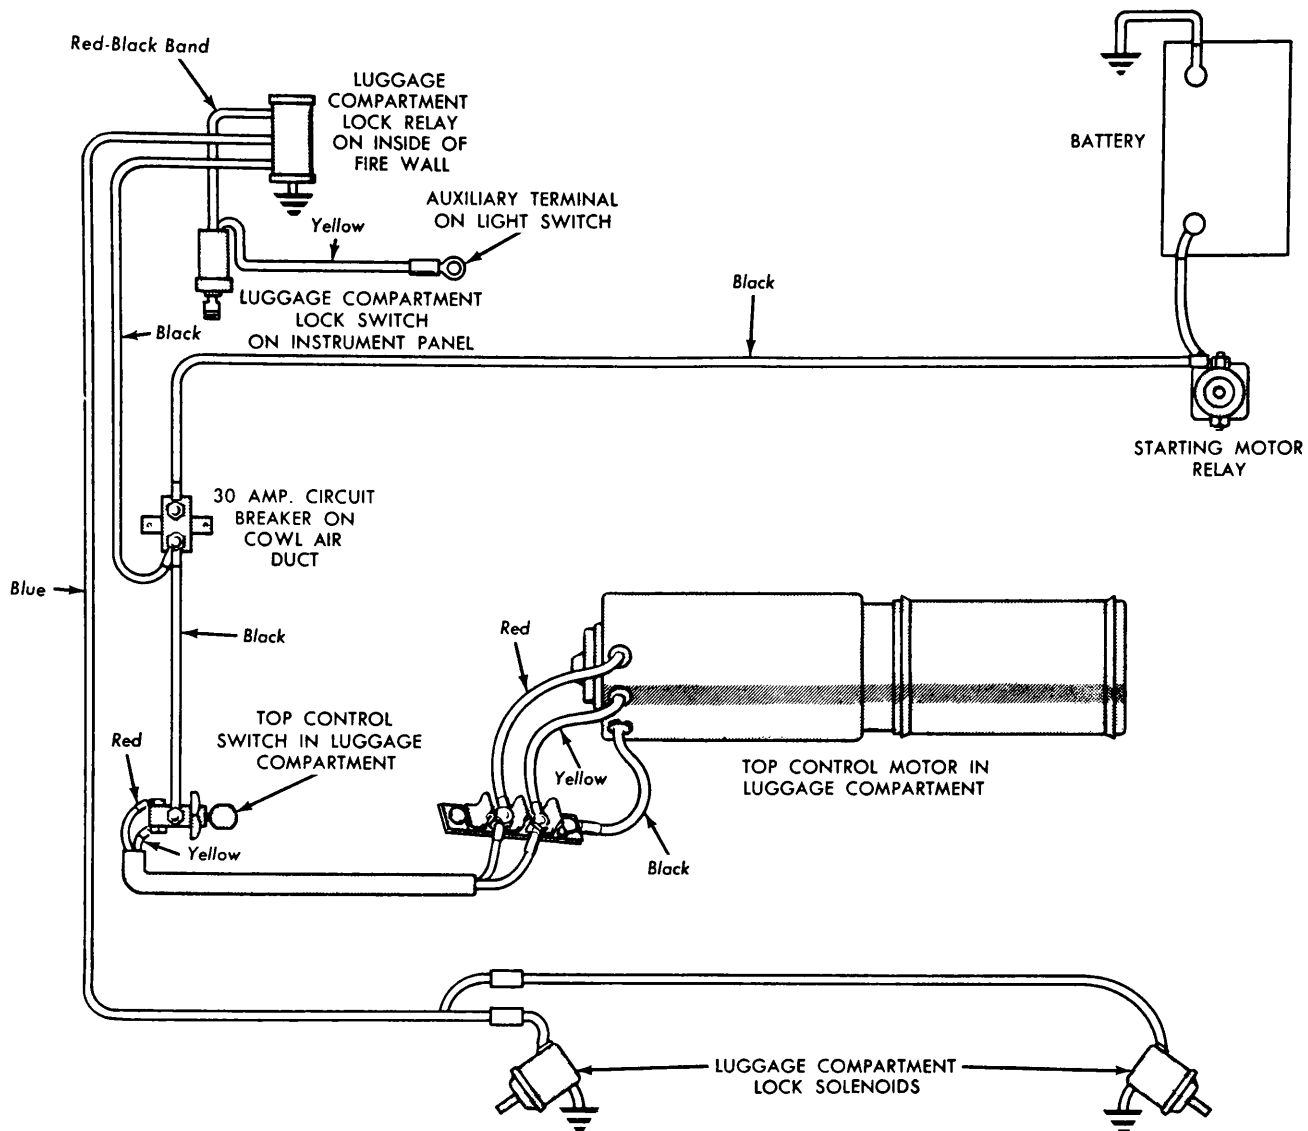 Red-Black Band
LUGGAGE
COMPARTMENT
LOCK RELAY
ON INSIDE OF
FIRE WALL
BATTERY
AUXILIARY TERMINAL
ON LIGHT SWITCH
Yellow
LUGGAGE COMPARTMENT
LOCK SWITCH
ON INSTRUMENT PANEL
Black
Black
STARTING MOTOR
RELAY
30 AMP. CIRCUIT
BREAKER ON
COWL AIR
DUCT
Blue
Black
Red
TOP CONTROL
SWITCH IN LUGGAGE
COMPARTMENT
Red
Yellow
Yellow
TOP CONTROL MOTOR IN
LUGGAGE COMPARTMENT
Black
LUGGAGE COMPARTMENT
LOCK SOLENOIDS